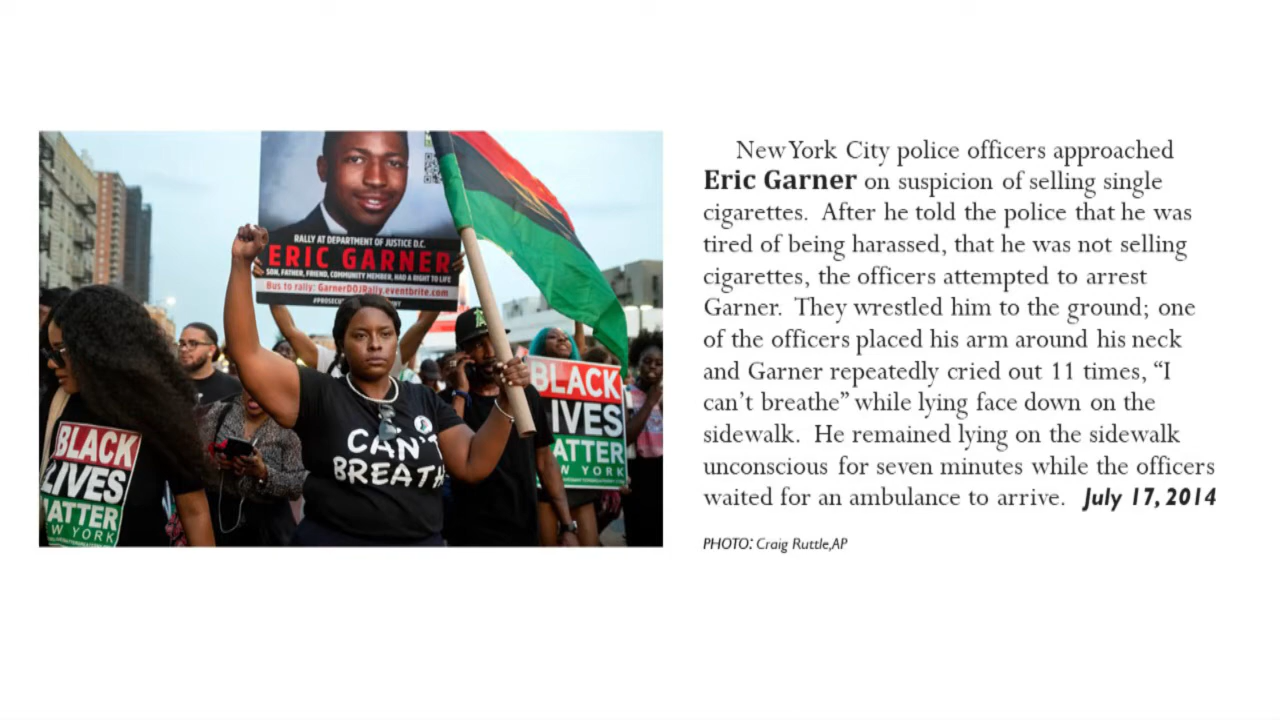 RALLY AT DEPARTMENT OF JUSTICE D.C.
ERIC GARNER
SON, FATHER, FRIEND, COMMUNITY MEMBER, HAD A RIGHT TO LIFE
Bus to rally: GarnerDOJRally.eventbrite.com
BLACK
LIVES
ATTER
W YORK
CAN'T
BREATH
BLACK
IVES
ATTER
W YORK
New York City police officers approached
Eric Garner on suspicion of selling single
cigarettes. After he told the police that he was
tired of being harassed, that he was not selling
cigarettes, the officers attempted to arrest
Garner. They wrestled him to the ground; one
of the officers placed his arm around his neck
and Garner repeatedly cried out 11 times, “I
can’t breathe” while lying face down on the
sidewalk. He remained lying on the sidewalk
unconscious for seven minutes while the officers
waited for an ambulance to arrive. July 17, 2014
PHOTO: Craig Ruttle,AP